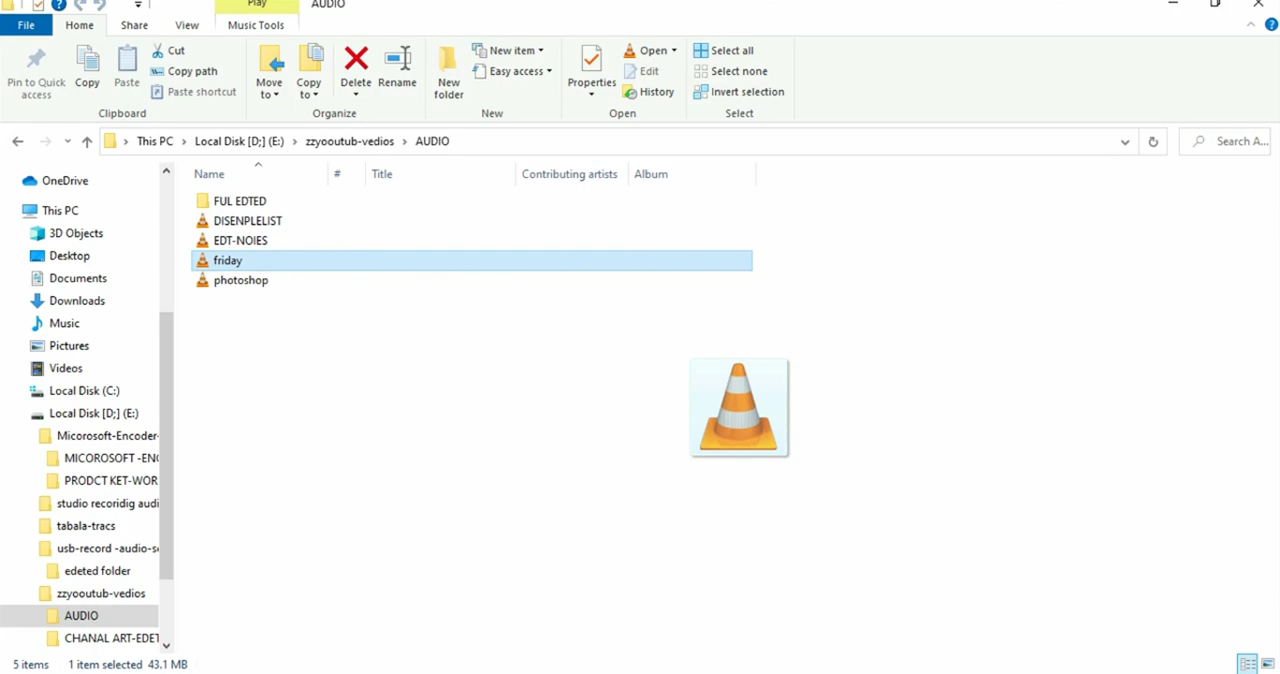 Play
AUDIO
File
Home
Share
View
Music Tools
Pin to Quick access
Copy
Paste
Cut
Copy path
Paste shortcut
Clipboard
Move to
Copy to
Delete
Rename
Organize
New folder
New item
Easy access
New
Properties
Open
Edit
History
Open
Select all
Select none
Invert selection
Select
This PC
Local Disk [D;] (E:)
zzyooutub-vedios
AUDIO
Search A...
Name
#
Title
Contributing artists
Album
FUL EDTED
DISENPLELIST
EDT-NOIES
friday
photoshop
OneDrive
This PC
3D Objects
Desktop
Documents
Downloads
Music
Pictures
Videos
Local Disk (C:)
Local Disk [D;] (E:)
Micorosoft-Encoder-
MICOROSOFT -ENC
PRODCT KET-WOR
studio recoridig audi
tabala-tracs
usb-record -audio-se
edeted folder
zzyooutub-vedios
AUDIO
CHANAL ART-EDET
5 items
1 item selected 43.1 MB